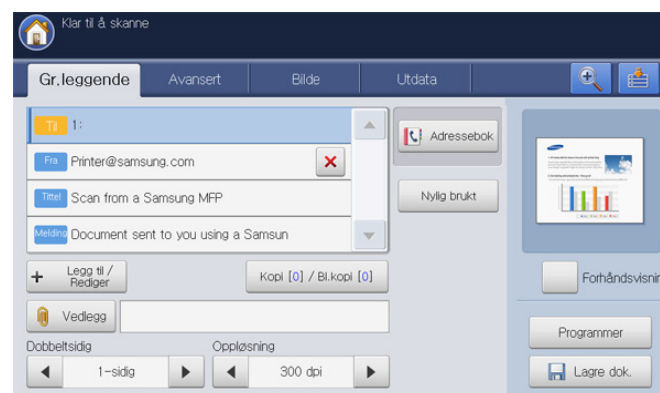 Klar til å skanne
Gr.leggende
Avansert
Bilde
Utdata
Til 1:
Fra Printer@samsung.com
Tittel Scan from a Samsung MFP
Melding Document sent to you using a Samsun
Adressebok
Nylig brukt
+ Legg til /
Rediger
Kopi [0] / Bl.kopi [0]
Vedlegg
Dobbeltsidig
Oppløsning
1-sidig
300 dpi
Forhåndsvisnir
Programmer
Lagre dok.